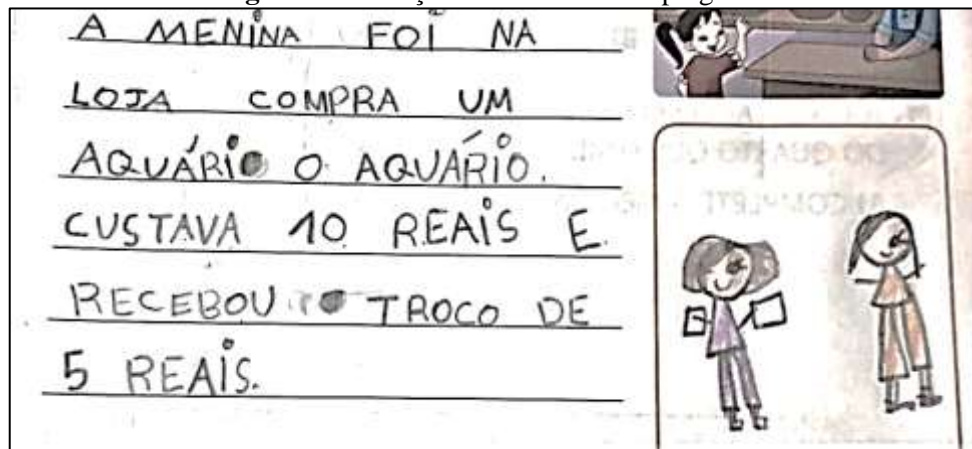 A MENINA FOI NA
LOJA COMPRA UM
AQUÁRIO O AQUÁRIO.
CUSTAVA 10 REAIS E
RECEBOU O TROCO DE
5 REAIS.